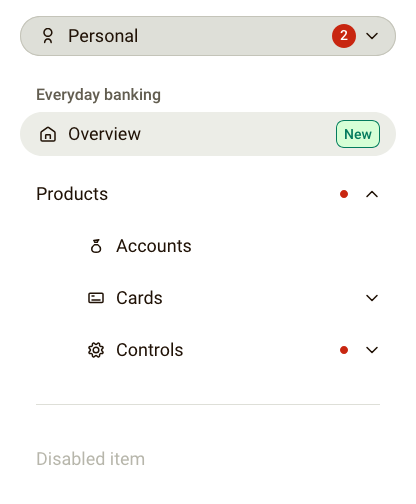 Personal
2
Everyday banking
Overview
New
Products
Accounts
Cards
Controls
Disabled item